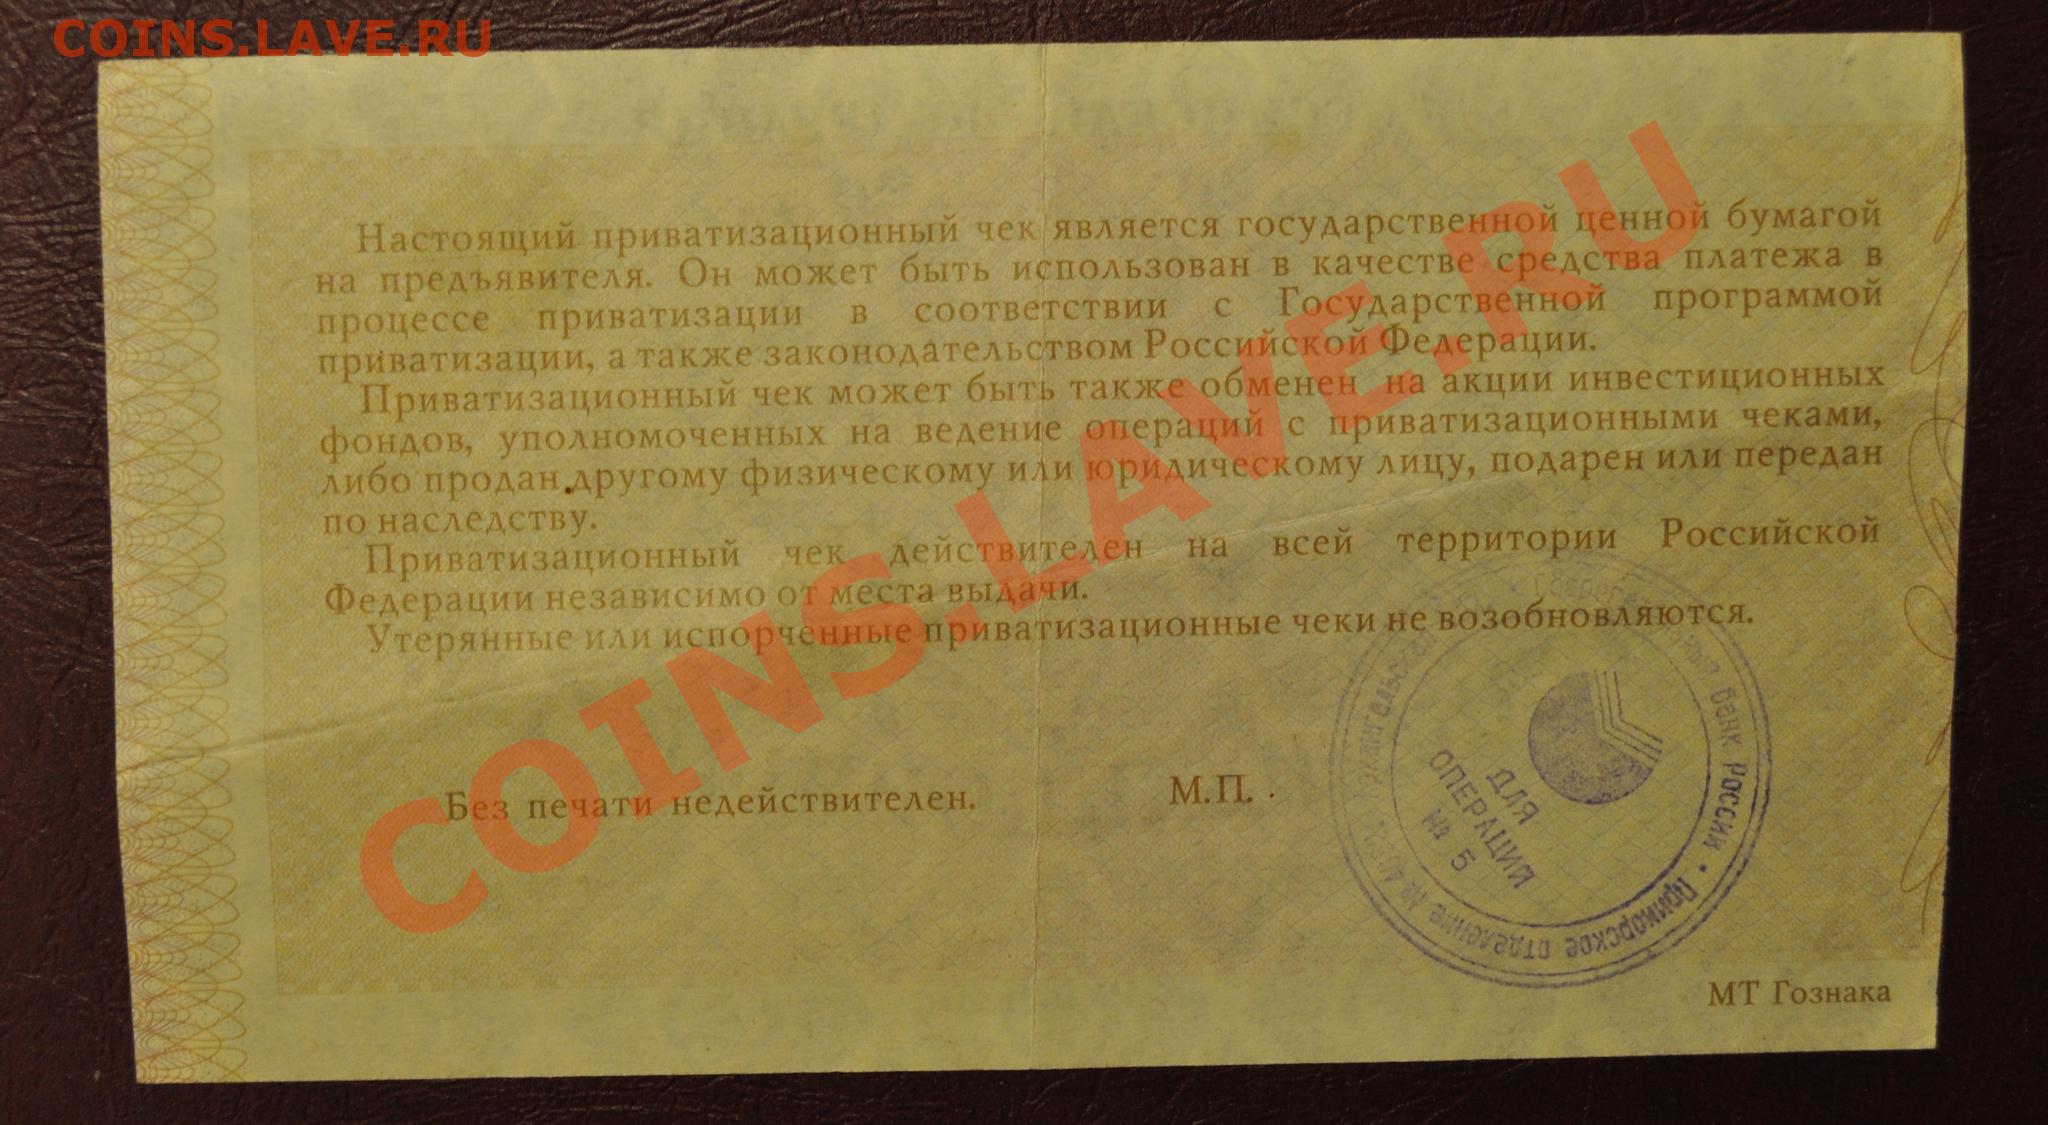 COINS.LAVE.RU
Настоящий приватизационный чек является государственной ценной бумагой
на предъявителя. Он может быть использован в качестве средства платежа в
процессе приватизации в соответствии с Государственной программой
приватизации, а также законодательством Российской Федерации.
Приватизационный чек может быть также обменен на акции инвестиционных
фондов, уполномоченных на ведение операций с приватизационными чеками,
либо продан другому физическому или юридическому лицу, подарен или передан
по наследству.
Приватизационный чек действителен на всей территории Российской
Федерации независимо от места выдачи.
Утерянные или испорченные приватизационные чеки не возобновляются.
COINS.LAVE.RU
Без печати недействителен.
М.П.
банк России • Приморское отделение №
ДЛЯ
ОПЕРАЦИЙ
№ 5
МТ Гознака